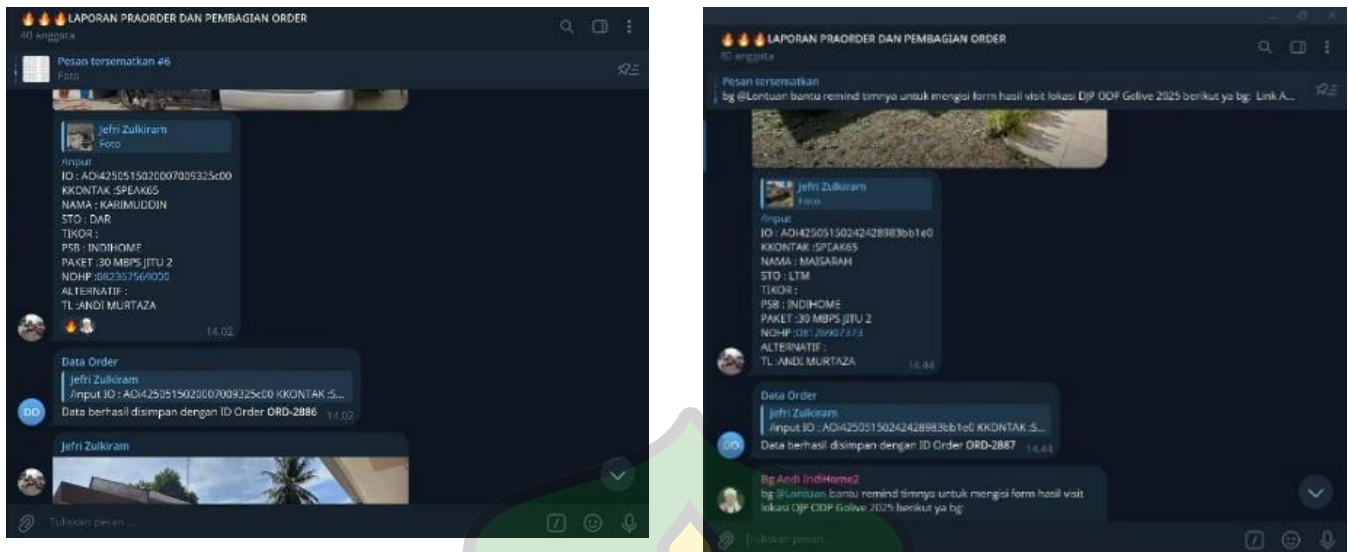 🔥🔥🔥LAPORAN PRAORDER DAN PEMBAGIAN ORDER
40 anggota
Pesan tersematkan #6
Foto
Jefri Zulkiram
Foto
/input
IO : AOi4250515020007009325c00
KKONTAK :SPEAK65
NAMA : KARIMUDDIN
STO : DAR
TIKOR :
PSB : INDIHOME
PAKET :30 MBPS JITU 2
NOHP :
ALTERNATIF :
TL :ANDI MURTAZA
14.02
Data Order
Jefri Zulkiram
/input IO : AOi4250515020007009325c00 KKONTAK :S...
DO
Data berhasil disimpan dengan ID Order ORD-2886 14.02
Jefri Zulkiram
Tuliskan pesan ...
🔥🔥🔥LAPORAN PRAORDER DAN PEMBAGIAN ORDER
40 anggota
Pesan tersematkan
bg @Lontuan bantu remind timnya untuk mengisi form hasil visit lokasi DJP ODP Golive 2025 berikut ya bg: Link A...
Jefri Zulkiram
Foto
/input
IO :
KKONTAK :SPEAK65
NAMA : MAISARAH
STO : LTM
TIKOR :
PSB : INDIHOME
PAKET :30 MBPS JITU 2
NOHP :
ALTERNATIF :
TL :ANDI MURTAZA
14.44
Data Order
Jefri Zulkiram
/input IO : KKONTAK :S...
DO
Data berhasil disimpan dengan ID Order ORD-2887 14.44
Bg Andi IndiHome2
bg @Lontuan bantu remind timnya untuk mengisi form hasil visit
lokasi DJP ODP Golive 2025 berikut ya bg:
Tuliskan pesan ...